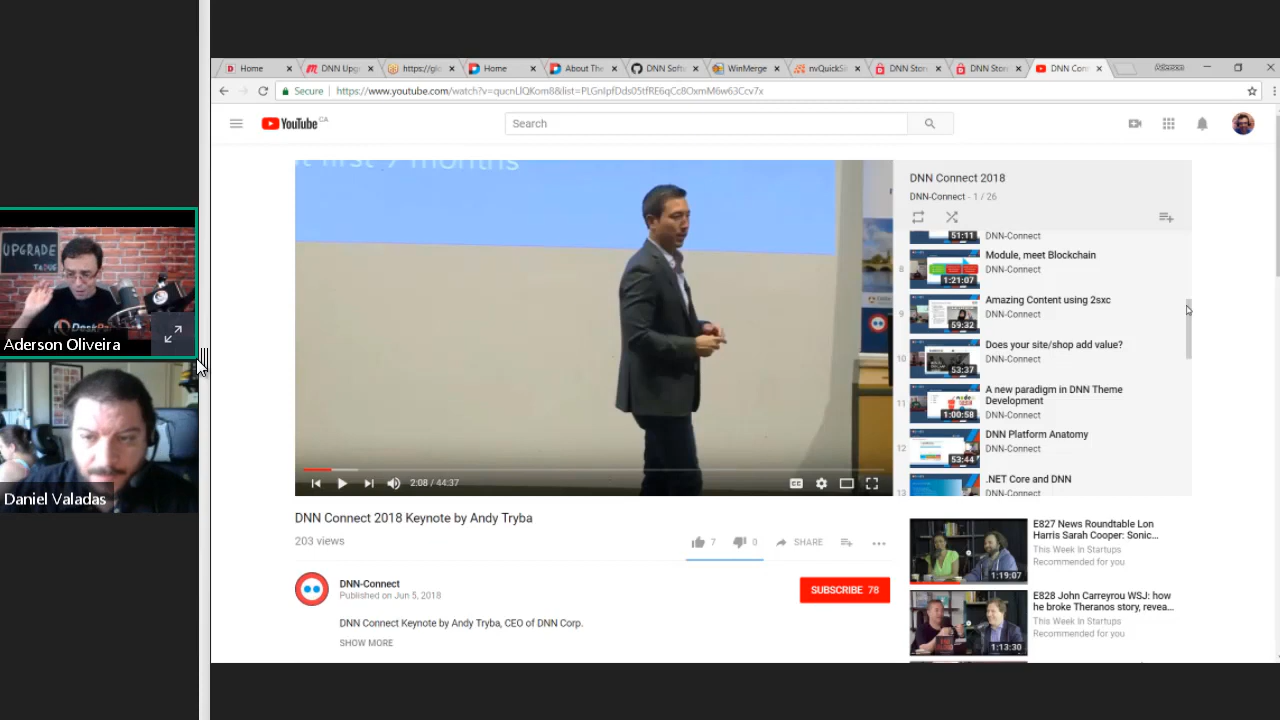 Home
DNN Upg
https://glo
Home
About The
DNN Soft
WinMerge
nvQuickSi
DNN Stor
DNN Stor
DNN Con
Aderson
Secure
https://www.youtube.com/watch?v=qucnLlQKom8&list=PLGnIpfDds05tfRE6qCc8OxmM6w63Ccv7x
YouTube CA
Search
t first 7 months
DNN Connect 2018
DNN-Connect - 1 / 26
51:11
DNN-Connect
8
Module, meet Blockchain
DNN-Connect
1:21:07
9
Amazing Content using 2sxc
DNN-Connect
59:32
10
Does your site/shop add value?
DNN-Connect
53:37
11
A new paradigm in DNN Theme
Development
DNN-Connect
1:00:58
12
DNN Platform Anatomy
DNN-Connect
53:44
13
.NET Core and DNN
DNN-Connect
UPGRADE
Aderson Oliveira
Daniel Valadas
2:08 / 44:37
CC
DNN Connect 2018 Keynote by Andy Tryba
203 views
7
0
SHARE
DNN-Connect
Published on Jun 5, 2018
SUBSCRIBE 78
DNN Connect Keynote by Andy Tryba, CEO of DNN Corp.
SHOW MORE
E827 News Roundtable Lon
Harris Sarah Cooper: Sonic...
This Week In Startups
Recommended for you
1:19:07
E828 John Carreyrou WSJ: how
he broke Theranos story, revea...
This Week In Startups
Recommended for you
1:13:30